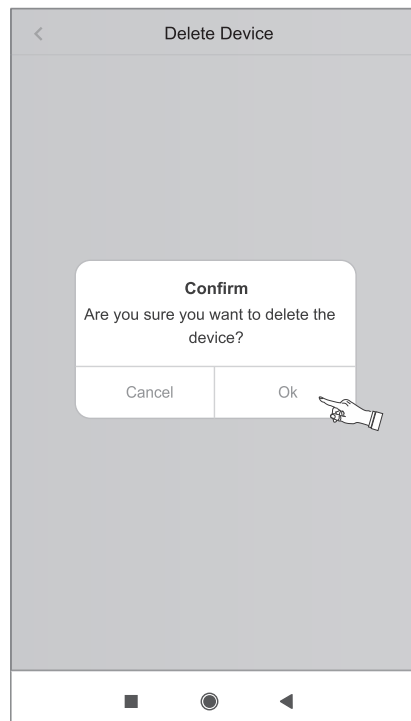 Delete Device
Confirm
Are you sure you want to delete the
device?
Cancel Ok